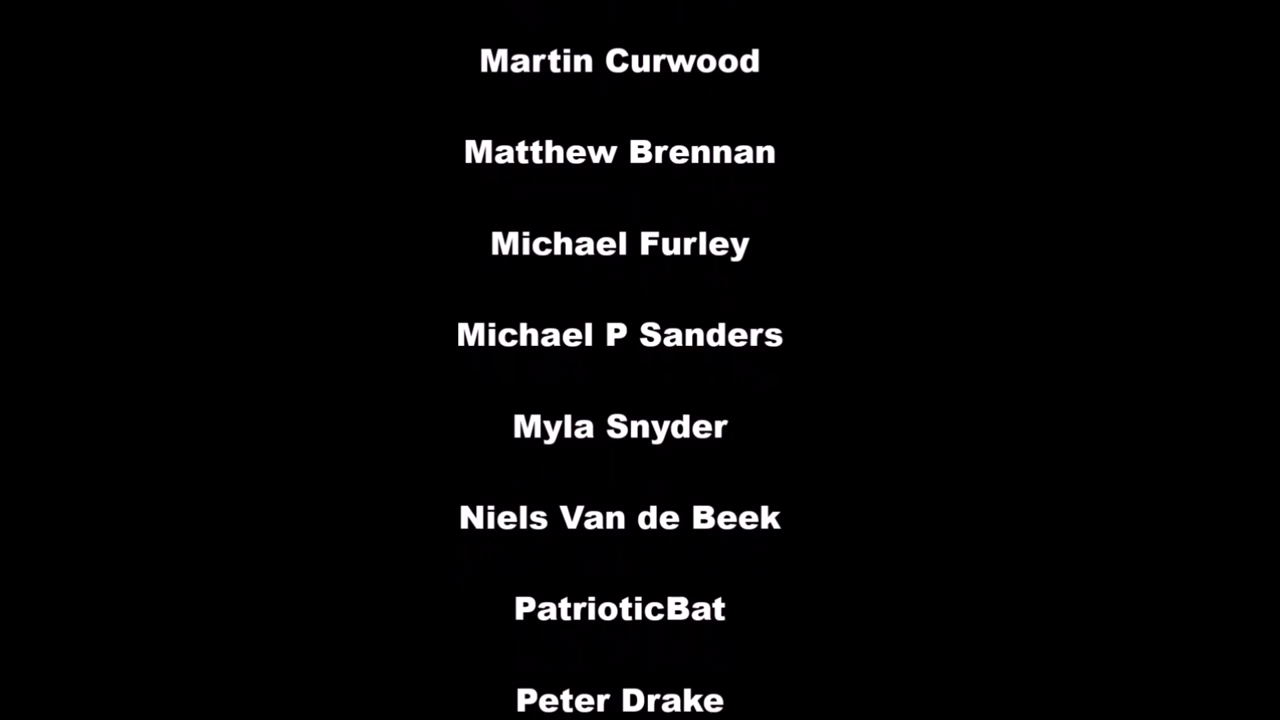 Martin Curwood
Matthew Brennan
Michael Furley
Michael P Sanders
Myla Snyder
Niels Van de Beek
PatrioticBat
Peter Drake